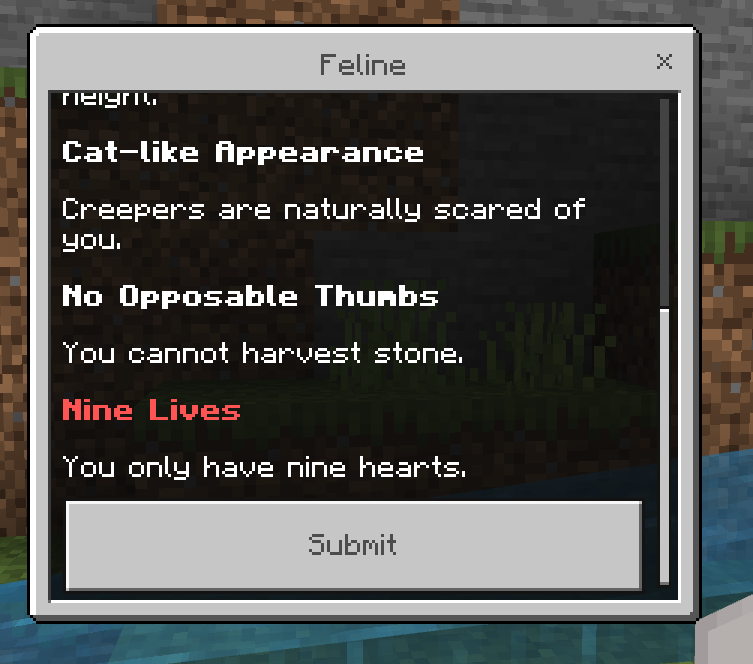 Feline
height.
Cat-like Appearance
Creepers are naturally scared of
you.
No Opposable Thumbs
You cannot harvest stone.
Nine Lives
You only have nine hearts.
Submit